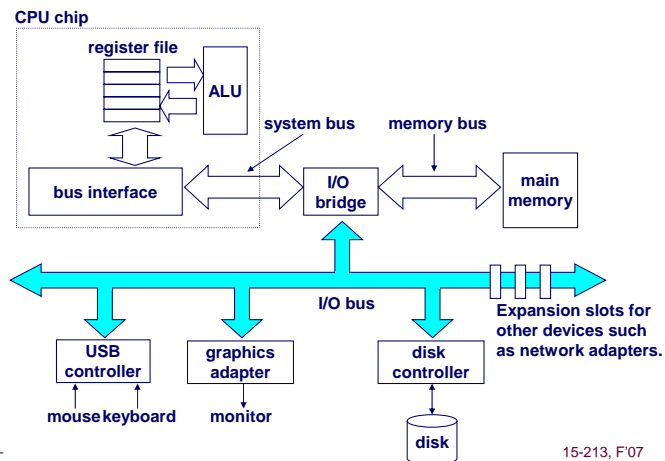 CPU chip
register file
ALU
system bus
memory bus
bus interface
I/O
bridge
main
memory
I/O bus
Expansion slots for
other devices such
as network adapters.
USB
controller
graphics
adapter
disk
controller
mouse keyboard
monitor
disk
-
15-213, F'07